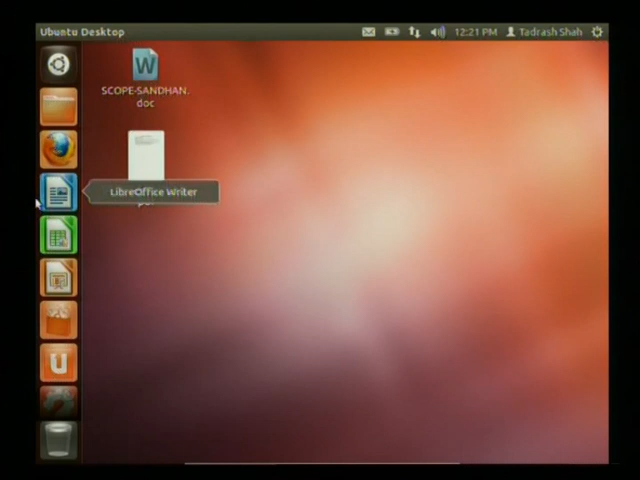 Ubuntu Desktop
12:21 PM
Tadrash Shah
SCOPE-SANDHAN.
doc
LibreOffice Writer